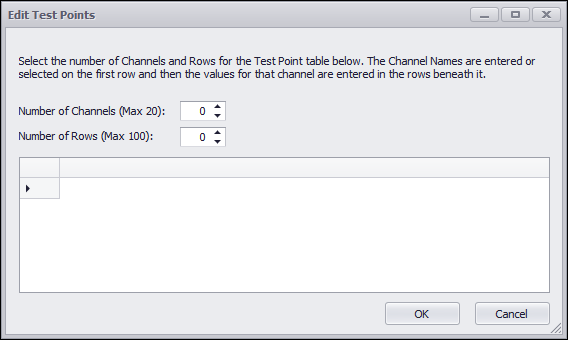 Edit Test Points
Select the number of Channels and Rows for the Test Point table below. The Channel Names are entered or
selected on the first row and then the values for that channel are entered in the rows beneath it.
Number of Channels (Max 20): 0
Number of Rows (Max 100): 0
OK Cancel